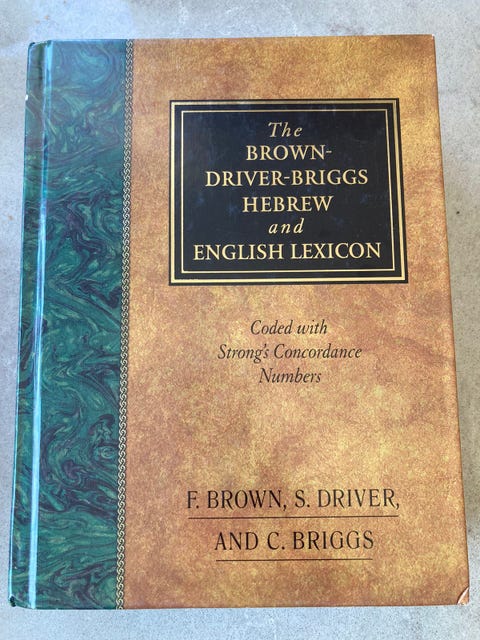 The
BROWN-
DRIVER-BRIGGS
HEBREW
and
ENGLISH LEXICON
Coded with
Strong's Concordance
Numbers
F. BROWN, S. DRIVER,
AND C. BRIGGS